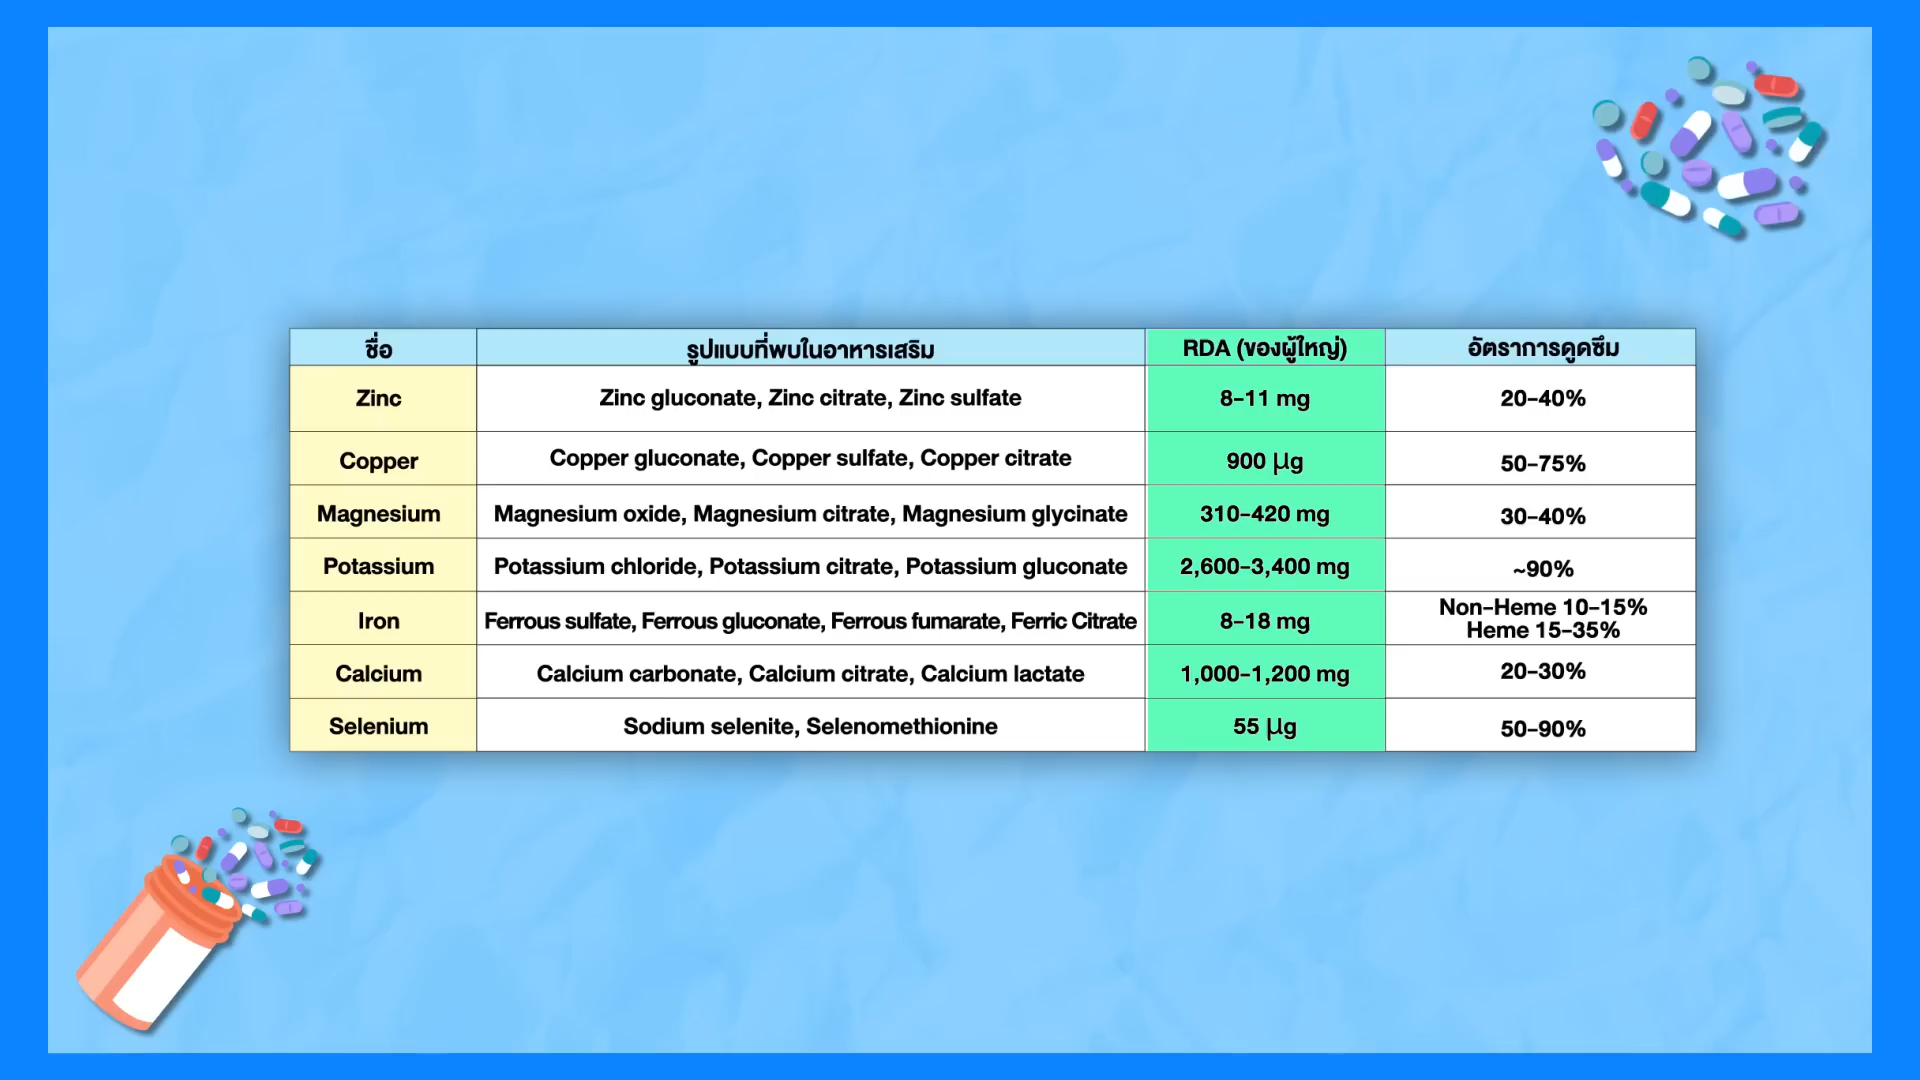 ชื่อ รูปแบบที่พบในอาหารเสริม RDA (ของผู้ใหญ่) อัตราการดูดซึม
Zinc Zinc gluconate, Zinc citrate, Zinc sulfate 8-11 mg 20-40%
Copper Copper gluconate, Copper sulfate, Copper citrate 900 µg 50-75%
Magnesium Magnesium oxide, Magnesium citrate, Magnesium glycinate 310-420 mg 30-40%
Potassium Potassium chloride, Potassium citrate, Potassium gluconate 2,600-3,400 mg ~90%
Iron Ferrous sulfate, Ferrous gluconate, Ferrous fumarate, Ferric Citrate 8-18 mg Non-Heme 10-15%
Heme 15-35%
Calcium Calcium carbonate, Calcium citrate, Calcium lactate 1,000-1,200 mg 20-30%
Selenium Sodium selenite, Selenomethionine 55 µg 50-90%